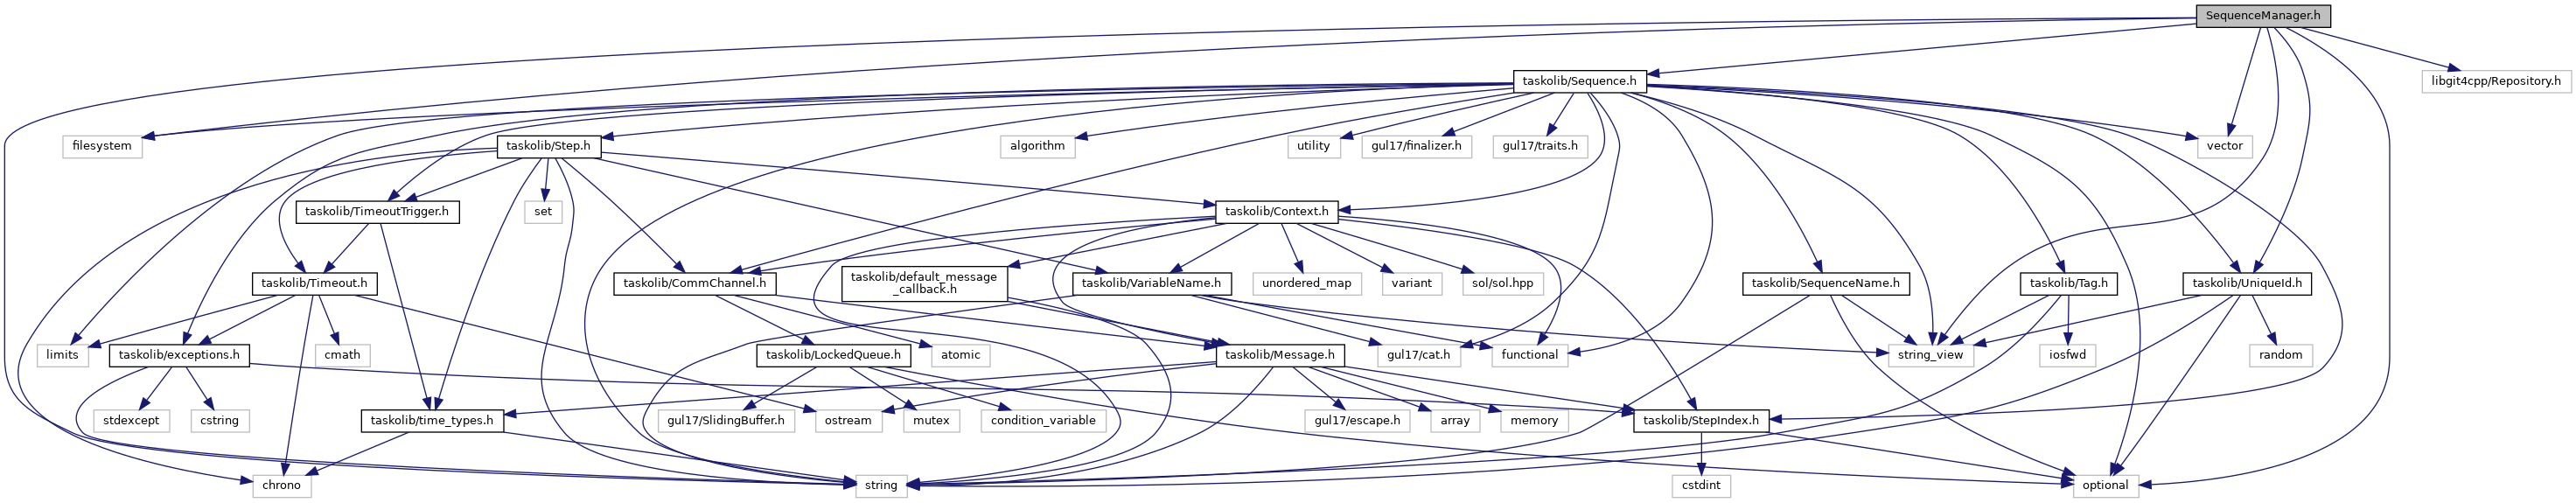 SequenceManager.h
taskolib/Sequence.h
libgit4cpp/Repository.h
filesystem
taskolib/Step.h
algorithm
utility
gul17/finalizer.h
gul17/traits.h
vector
taskolib/TimeoutTrigger.h
set
taskolib/Context.h
taskolib/Timeout.h
taskolib/CommChannel.h
taskolib/default_message
_callback.h
taskolib/VariableName.h
unordered_map
variant
sol/sol.hpp
taskolib/SequenceName.h
taskolib/Tag.h
taskolib/UniqueId.h
limits
taskolib/exceptions.h
cmath
taskolib/LockedQueue.h
atomic
taskolib/Message.h
gul17/cat.h
functional
string_view
iosfwd
random
stdexcept
cstring
taskolib/time_types.h
gul17/SlidingBuffer.h
ostream
mutex
condition_variable
gul17/escape.h
array
memory
taskolib/StepIndex.h
chrono
string
cstdint
optional